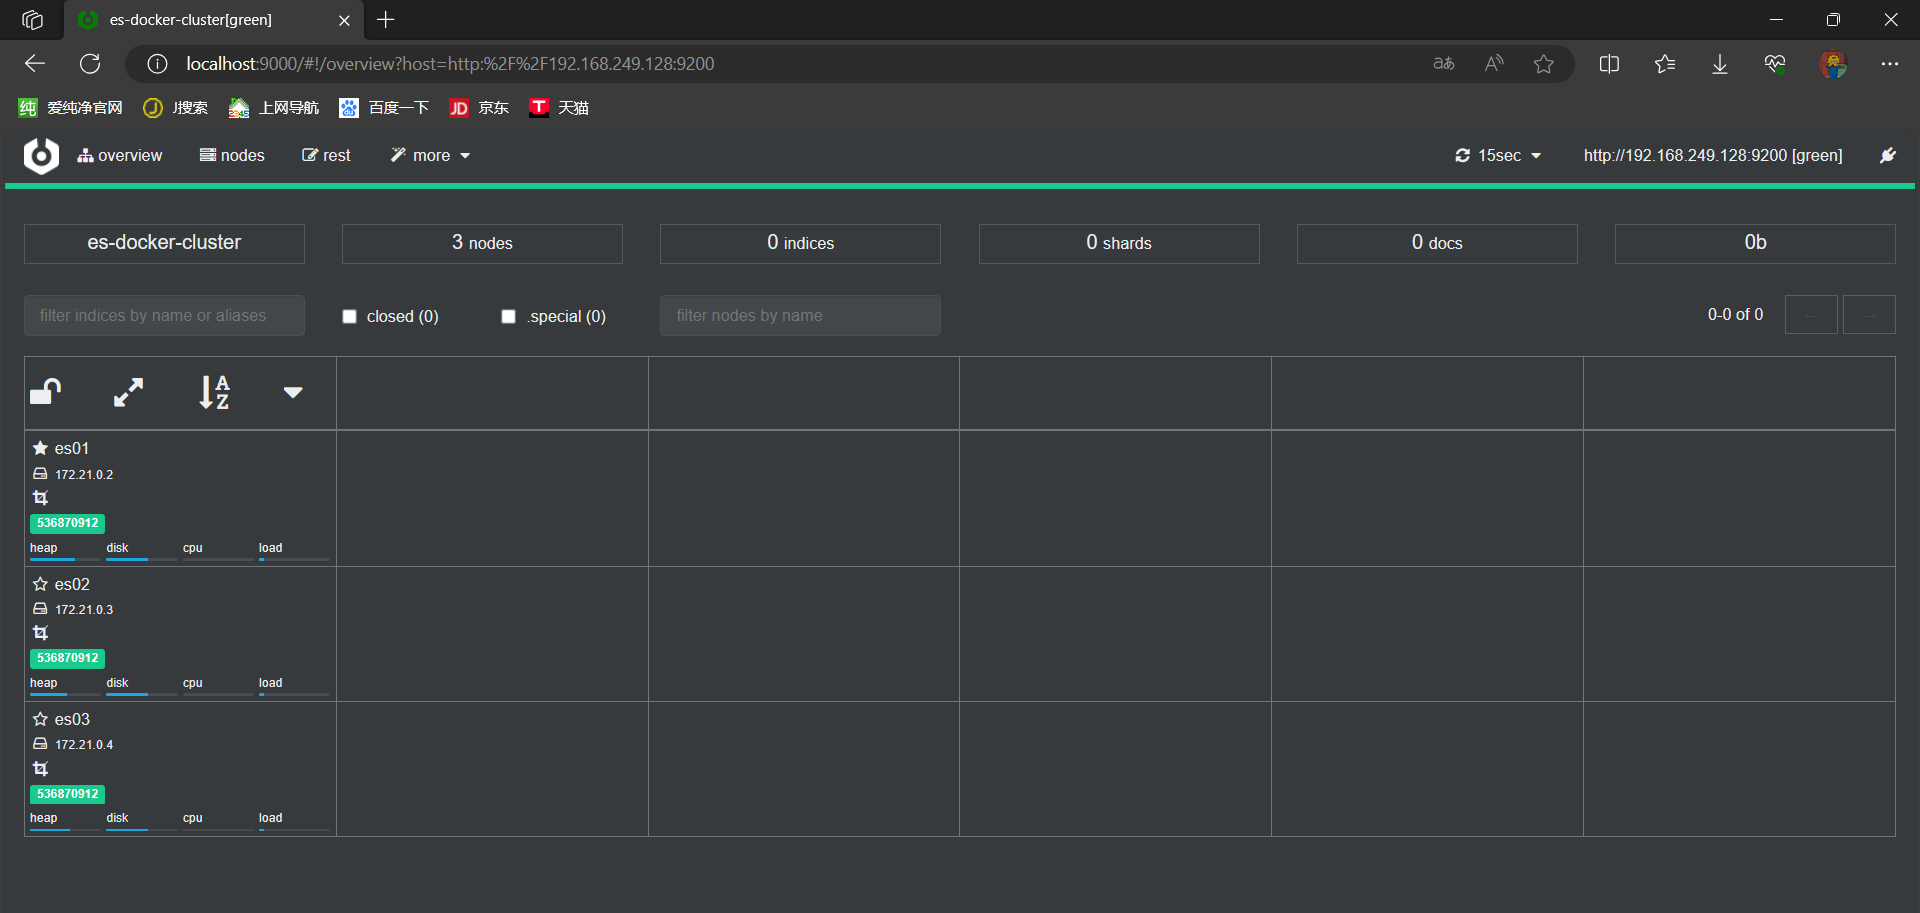 es-docker-cluster[green]
localhost:9000/#!/overview?host=http:%2F%2F192.168.249.128:9200
纯 爱纯净官网 J搜索 上网导航 百度一下 JD 京东 T 天猫
overview nodes rest more 15sec http://192.168.249.128:9200 [green]
es-docker-cluster 3 nodes 0 indices 0 shards 0 docs 0b
filter indices by name or aliases closed (0) .special (0) filter nodes by name 0-0 of 0 ← →
es01
172.21.0.2
536870912
heap disk cpu load
es02
172.21.0.3
536870912
heap disk cpu load
es03
172.21.0.4
536870912
heap disk cpu load